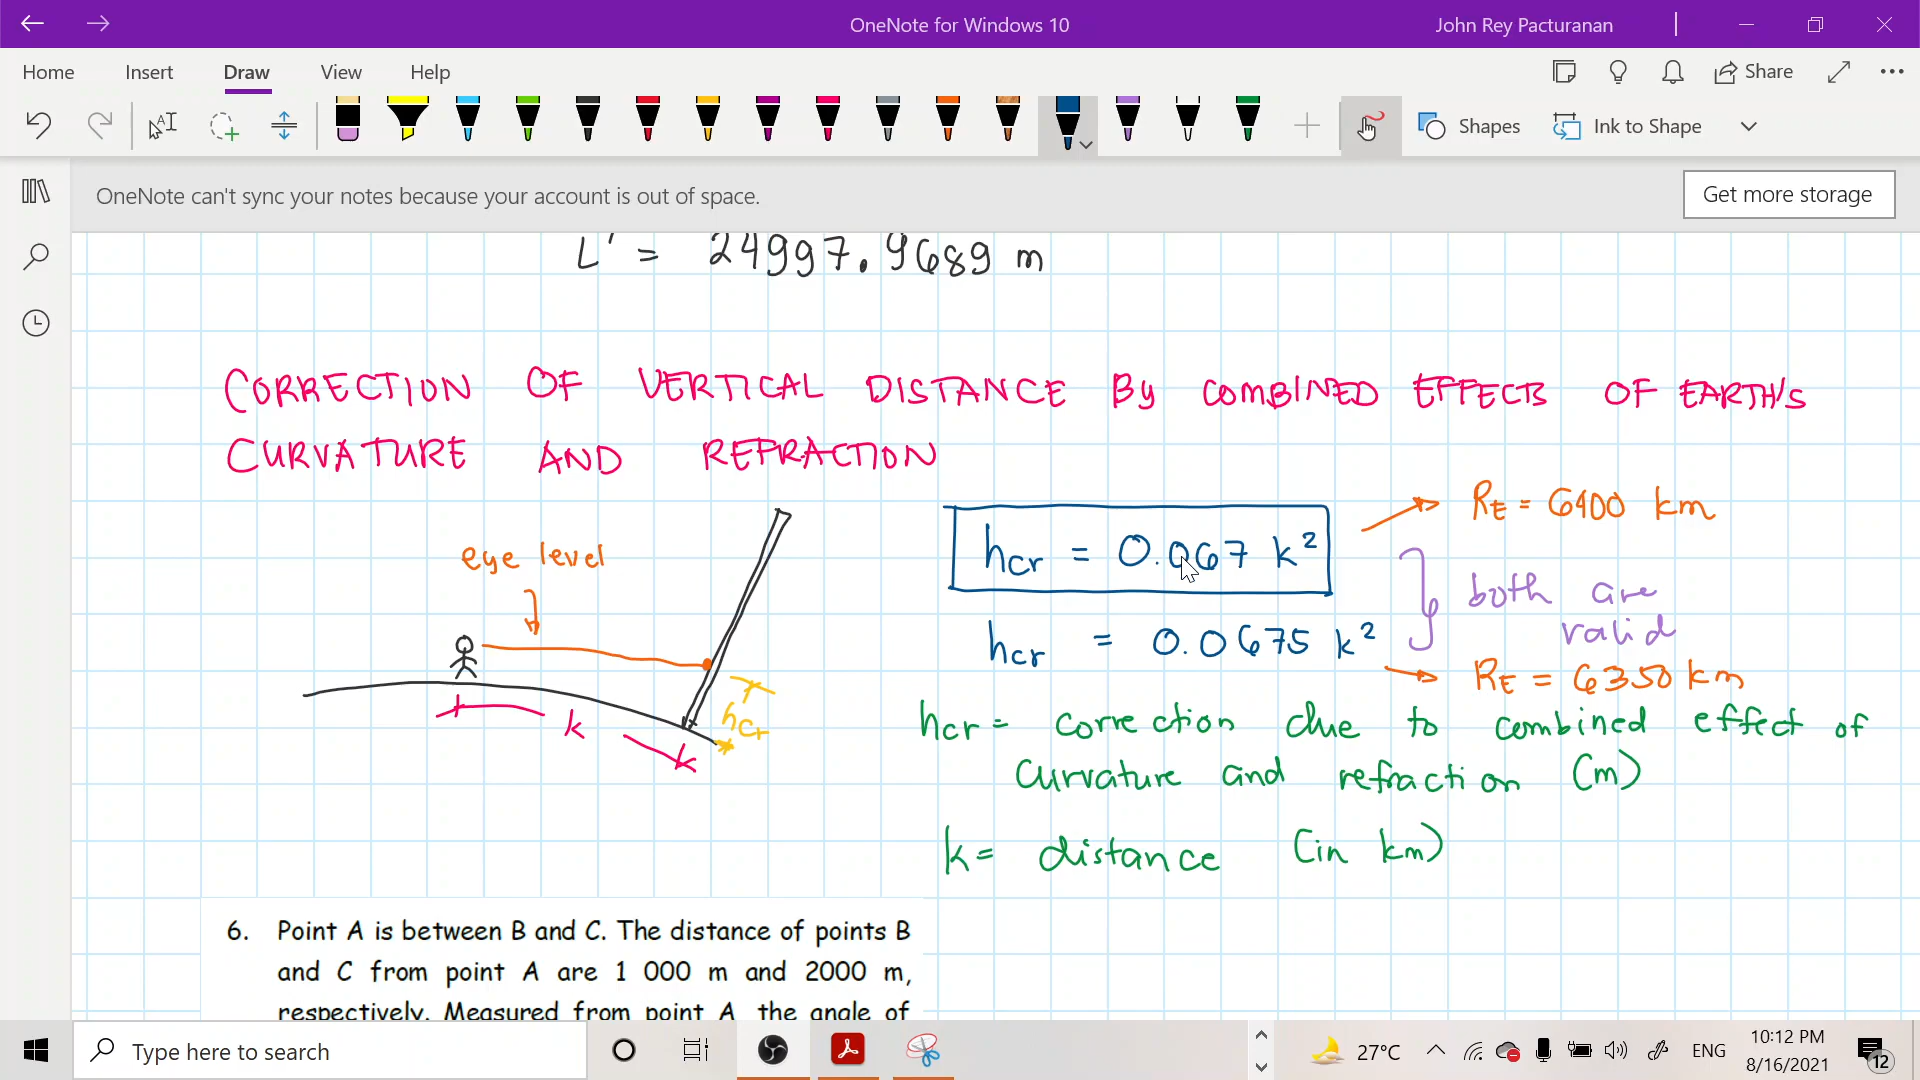 OneNote for Windows 10
John Rey Pacturanan
Home Insert Draw View Help
Share
Shapes
Ink to Shape
OneNote can't sync your notes because your account is out of space.
Get more storage
L' = 24997.9689 m
CORRECTION OF VERTICAL DISTANCE By COMBINED EFFECTS OF EARTH'S
CURVATURE AND REFRACTION
eye level
k
k
hcr
hcr = 0.067 k²
hcr = 0.0675 k²
RE = 6400 km
both are
valid
RE = 6350 km
hcr = correction due to combined effect of
curvature and refraction (m)
k = distance (in km)
6. Point A is between B and C. The distance of points B
and C from point A are 1 000 m and 2000 m,
respectively. Measured from point A the angle of
Type here to search
27°C
ENG
10:12 PM
8/16/2021
12